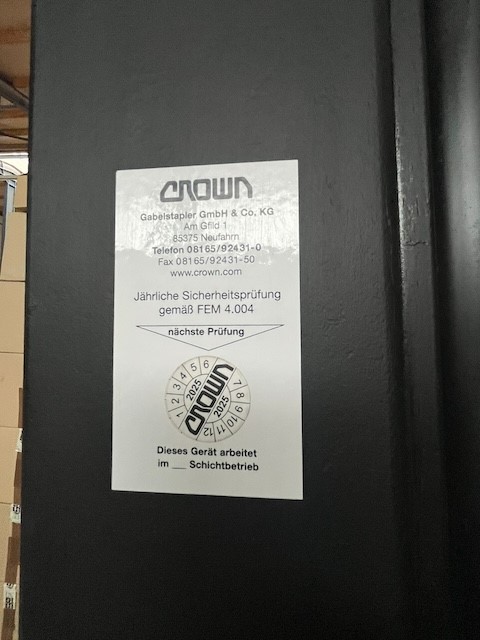 CROWN
Gabelstapler GmbH & Co. KG
Am Gfild 1
85375 Neufahrn
Telefon 08165/92431-0
Fax 08165/92431-50
www.crown.com
Jährliche Sicherheitsprüfung
gemäß FEM 4.004
nächste Prüfung
1 2 3 4 5 6 7 8 9 10 11 12
2025
CROWN
2025
Dieses Gerät arbeitet
im ___ Schichtbetrieb